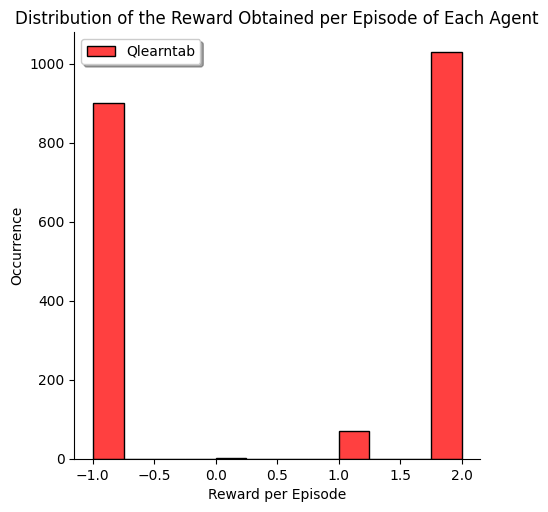 Distribution of the Reward Obtained per Episode of Each Agent
Qlearntab
1000
800
600
400
200
0
Occurrence
−1.0 −0.5 0.0 0.5 1.0 1.5 2.0
Reward per Episode